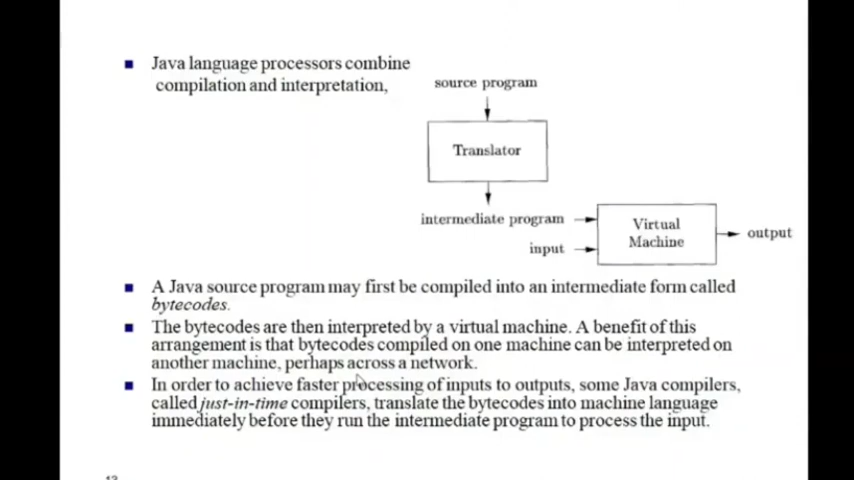 Java language processors combine
compilation and interpretation,
source program
Translator
intermediate program
input
Virtual
Machine
output
A Java source program may first be compiled into an intermediate form called
bytecodes.
The bytecodes are then interpreted by a virtual machine. A benefit of this
arrangement is that bytecodes compiled on one machine can be interpreted on
another machine, perhaps across a network.
In order to achieve faster processing of inputs to outputs, some Java compilers,
called just-in-time compilers, translate the bytecodes into machine language
immediately before they run the intermediate program to process the input.